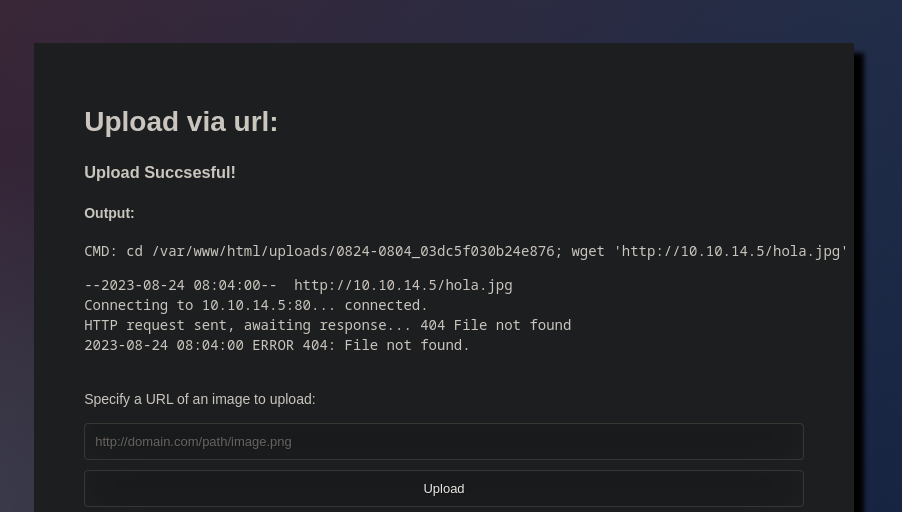 Upload via url:
Upload Succsesful!
Output:
CMD: cd /var/www/html/uploads/0824-0804_03dc5f030b24e876; wget 'http://10.10.14.5/hola.jpg'
--2023-08-24 08:04:00--  http://10.10.14.5/hola.jpg
Connecting to 10.10.14.5:80... connected.
HTTP request sent, awaiting response... 404 File not found
2023-08-24 08:04:00 ERROR 404: File not found.
Specify a URL of an image to upload:
http://domain.com/path/image.png
Upload